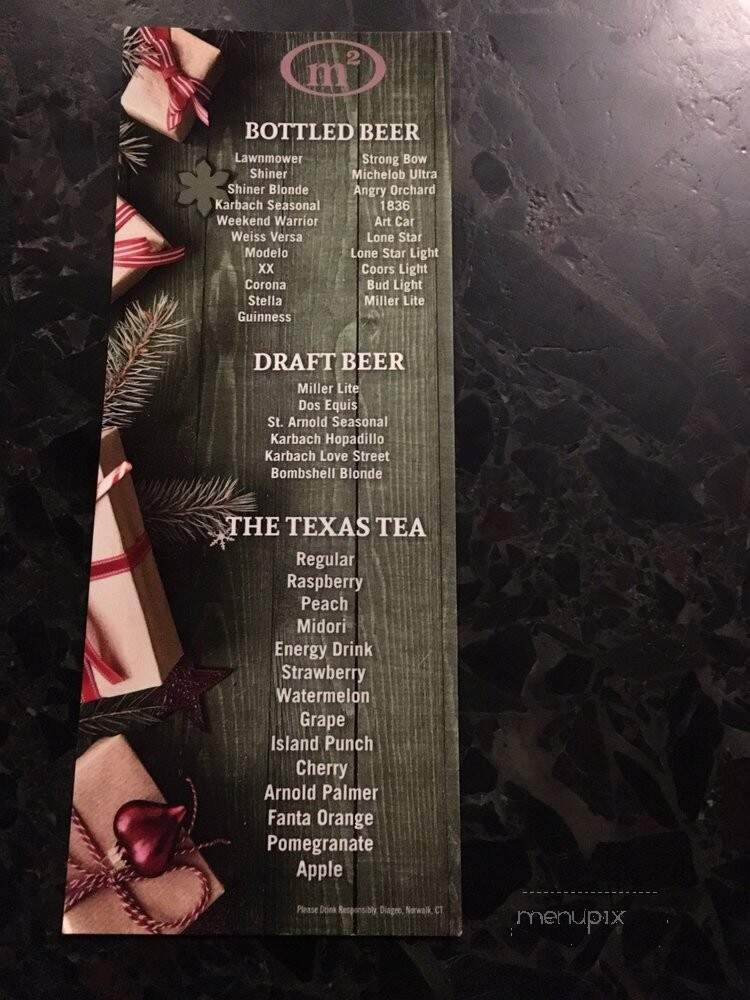 m²
BOTTLED BEER
Lawnmower
Shiner
Shiner Blonde
Karbach Seasonal
Weekend Warrior
Weiss Versa
Modelo
XX
Corona
Stella
Guinness
Strong Bow
Michelob Ultra
Angry Orchard
1836
Art Car
Lone Star
Lone Star Light
Coors Light
Bud Light
Miller Lite
DRAFT BEER
Miller Lite
Dos Equis
St. Arnold Seasonal
Karbach Hopadillo
Karbach Love Street
Bombshell Blonde
THE TEXAS TEA
Regular
Raspberry
Peach
Midori
Energy Drink
Strawberry
Watermelon
Grape
Island Punch
Cherry
Arnold Palmer
Fanta Orange
Pomegranate
Apple
Please Drink Responsibly. Diageo, Norwalk, CT
menupix